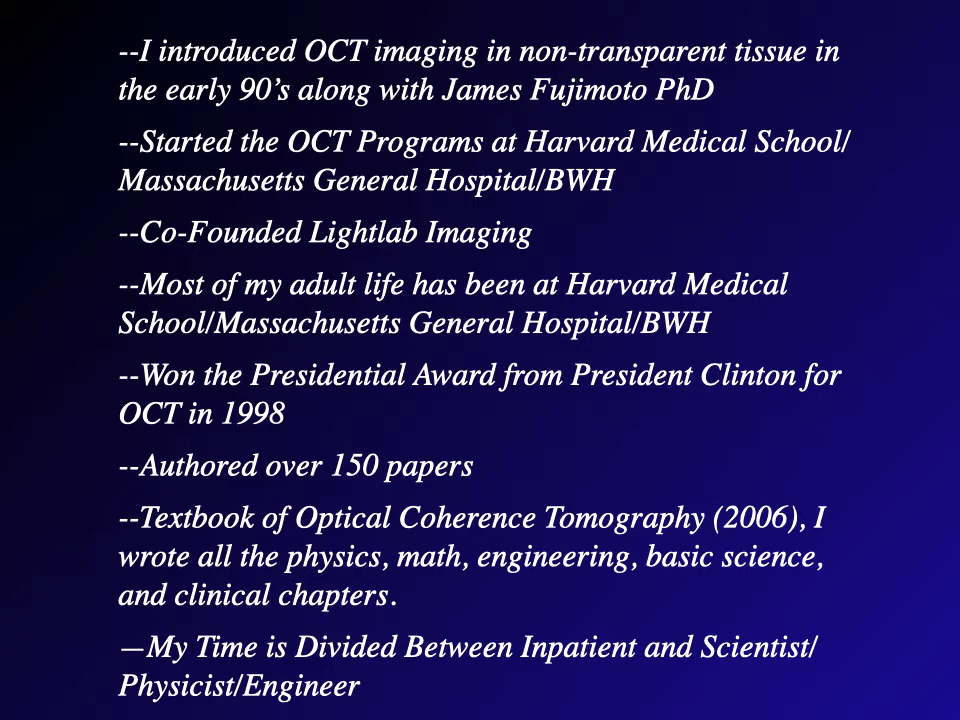 --I introduced OCT imaging in non-transparent tissue in
the early 90’s along with James Fujimoto PhD
--Started the OCT Programs at Harvard Medical School/
Massachusetts General Hospital/BWH
--Co-Founded Lightlab Imaging
--Most of my adult life has been at Harvard Medical
School/Massachusetts General Hospital/BWH
--Won the Presidential Award from President Clinton for
OCT in 1998
--Authored over 150 papers
--Textbook of Optical Coherence Tomography (2006), I
wrote all the physics, math, engineering, basic science,
and clinical chapters.
—My Time is Divided Between Inpatient and Scientist/
Physicist/Engineer